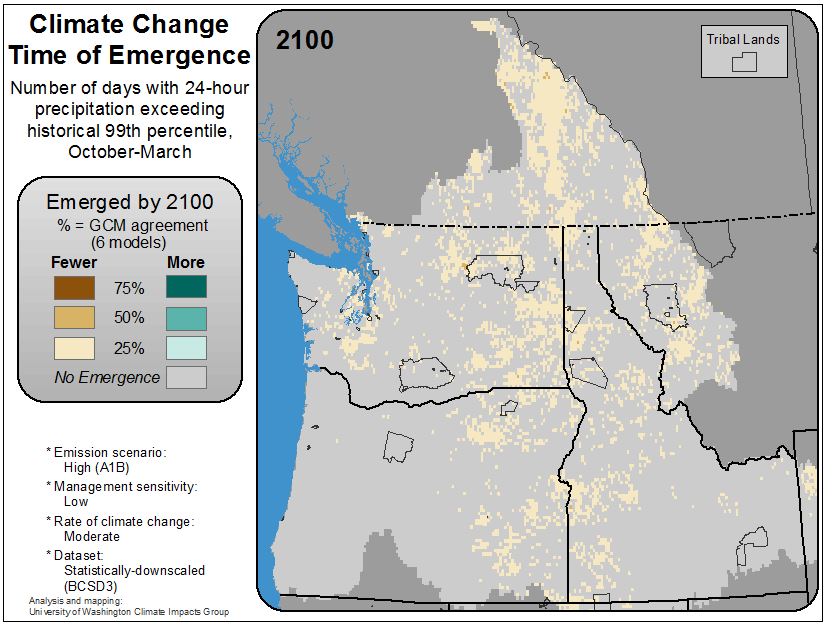 Climate Change
Time of Emergence
Number of days with 24-hour
precipitation exceeding
historical 99th percentile,
October-March
Emerged by 2100
% = GCM agreement
(6 models)
Fewer More
75%
50%
25%
No Emergence
* Emission scenario:
High (A1B)
* Management sensitivity:
Low
* Rate of climate change:
Moderate
* Dataset:
Statistically-downscaled
(BCSD3)
Analysis and mapping:
University of Washington Climate Impacts Group
2100
Tribal Lands